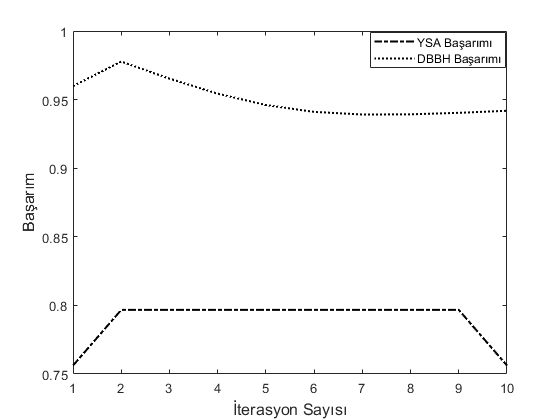 1
0.95
0.9
0.85
0.8
0.75
Başarım
YSA Başarımı
DBBH Başarımı
1 2 3 4 5 6 7 8 9 10
İterasyon Sayısı